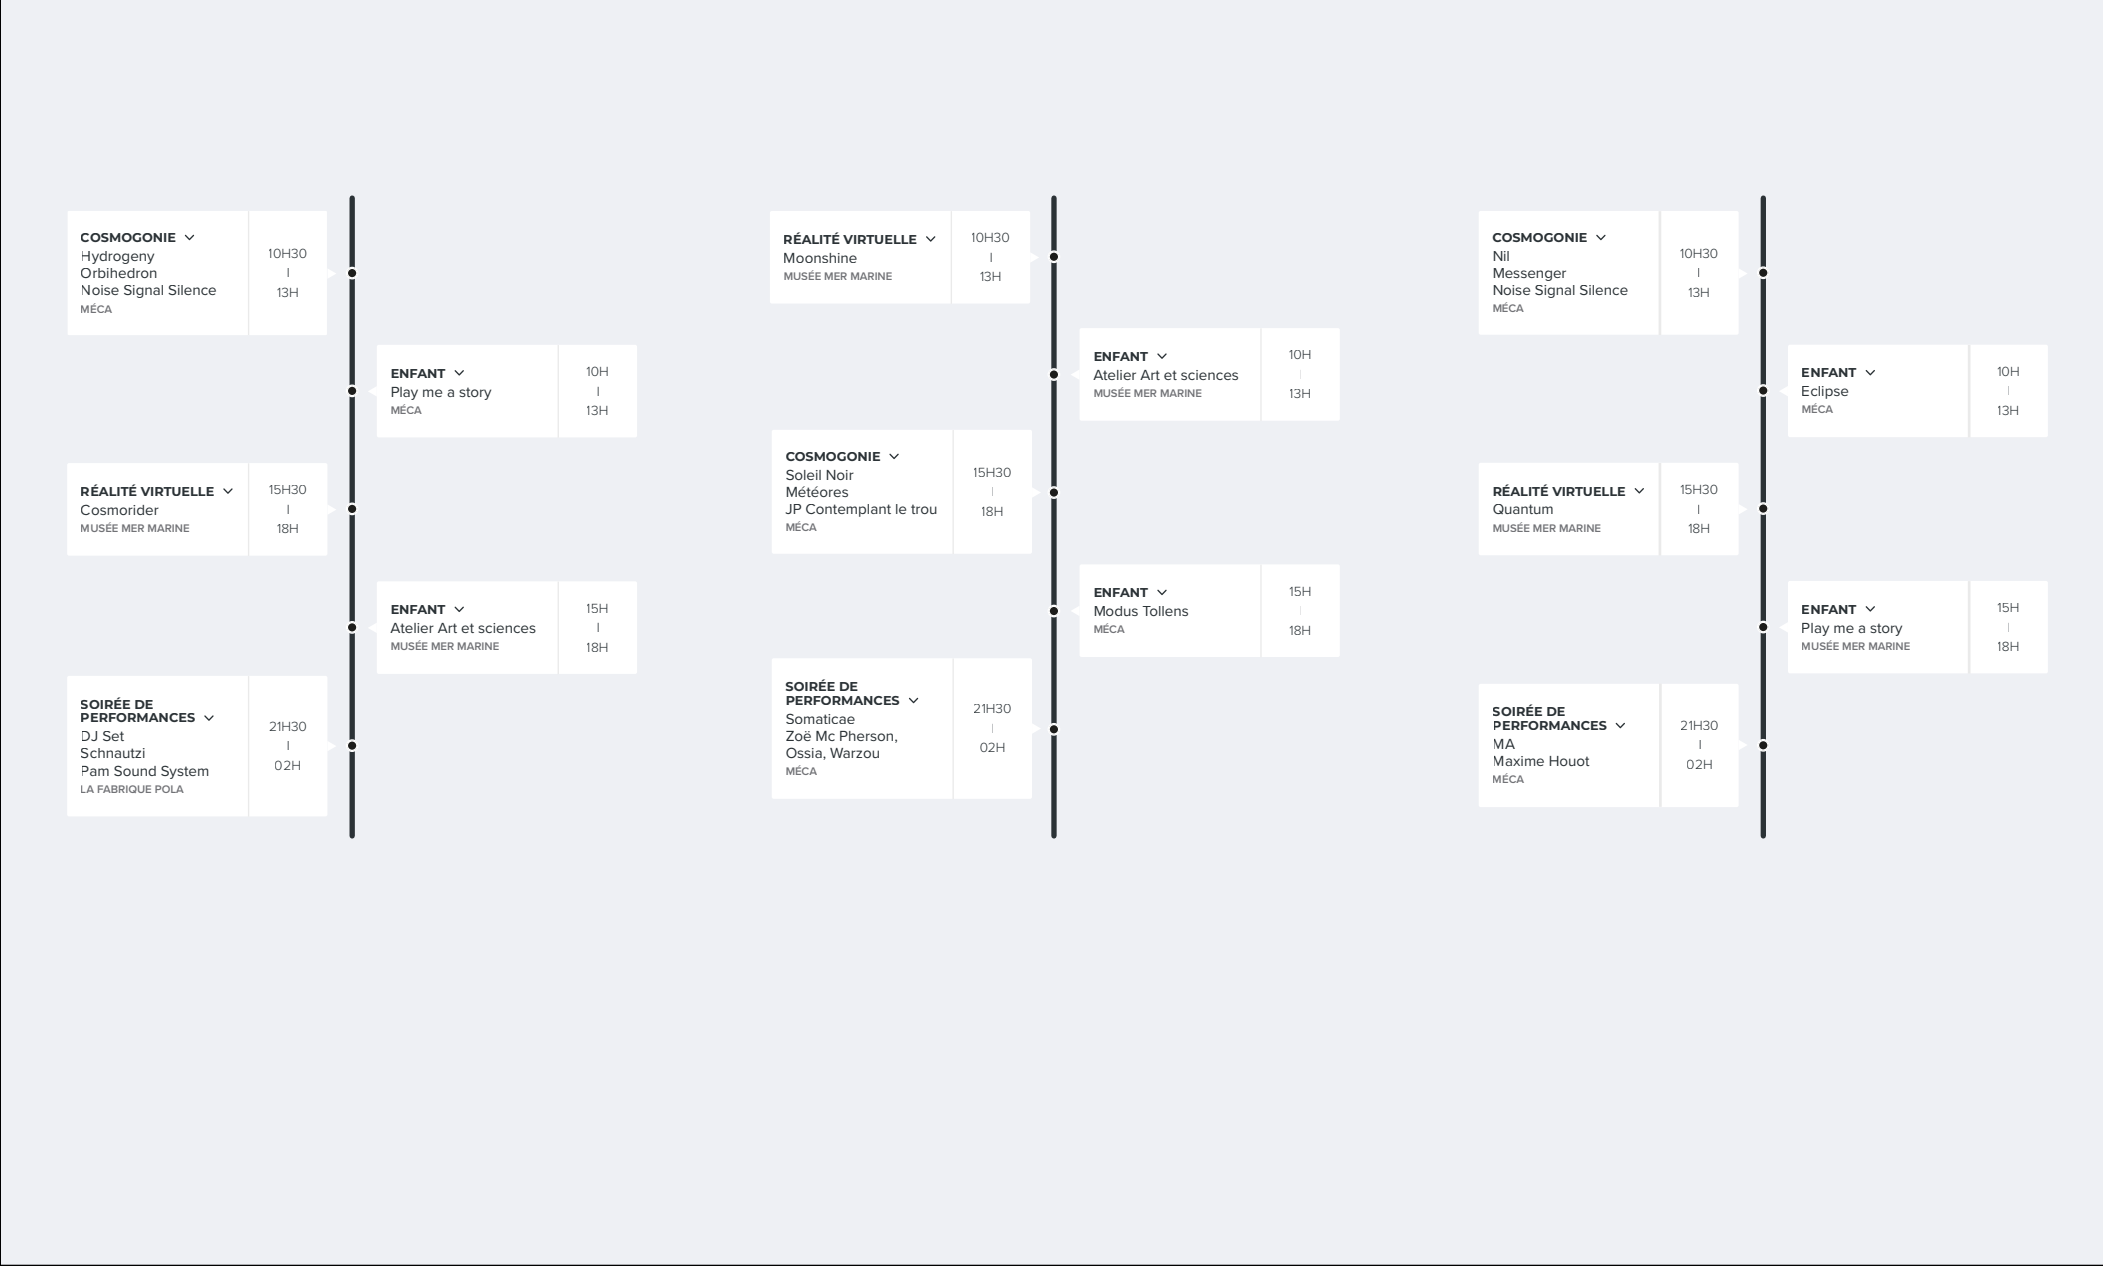 COSMOGONIE
Hydrogeny
Orbihedron
Noise Signal Silence
MÉCA
10H30
13H
ENFANT
Play me a story
MÉCA
10H
13H
RÉALITÉ VIRTUELLE
Cosmorider
MUSÉE MER MARINE
15H30
18H
ENFANT
Atelier Art et sciences
MUSÉE MER MARINE
15H
18H
SOIRÉE DE
PERFORMANCES
DJ Set
Schnautzi
Pam Sound System
LA FABRIQUE POLA
21H30
02H
RÉALITÉ VIRTUELLE
Moonshine
MUSÉE MER MARINE
10H30
13H
ENFANT
Atelier Art et sciences
MUSÉE MER MARINE
10H
13H
COSMOGONIE
Soleil Noir
Météores
JP Contemplant le trou
MÉCA
15H30
18H
ENFANT
Modus Tollens
MÉCA
15H
18H
SOIRÉE DE
PERFORMANCES
Somaticae
Zoë Mc Pherson,
Ossia, Warzou
MÉCA
21H30
02H
COSMOGONIE
Nil
Messenger
Noise Signal Silence
MÉCA
10H30
13H
ENFANT
Eclipse
MÉCA
10H
13H
RÉALITÉ VIRTUELLE
Quantum
MUSÉE MER MARINE
15H30
18H
ENFANT
Play me a story
MUSÉE MER MARINE
15H
18H
SOIRÉE DE
PERFORMANCES
MA
Maxime Houot
MÉCA
21H30
02H